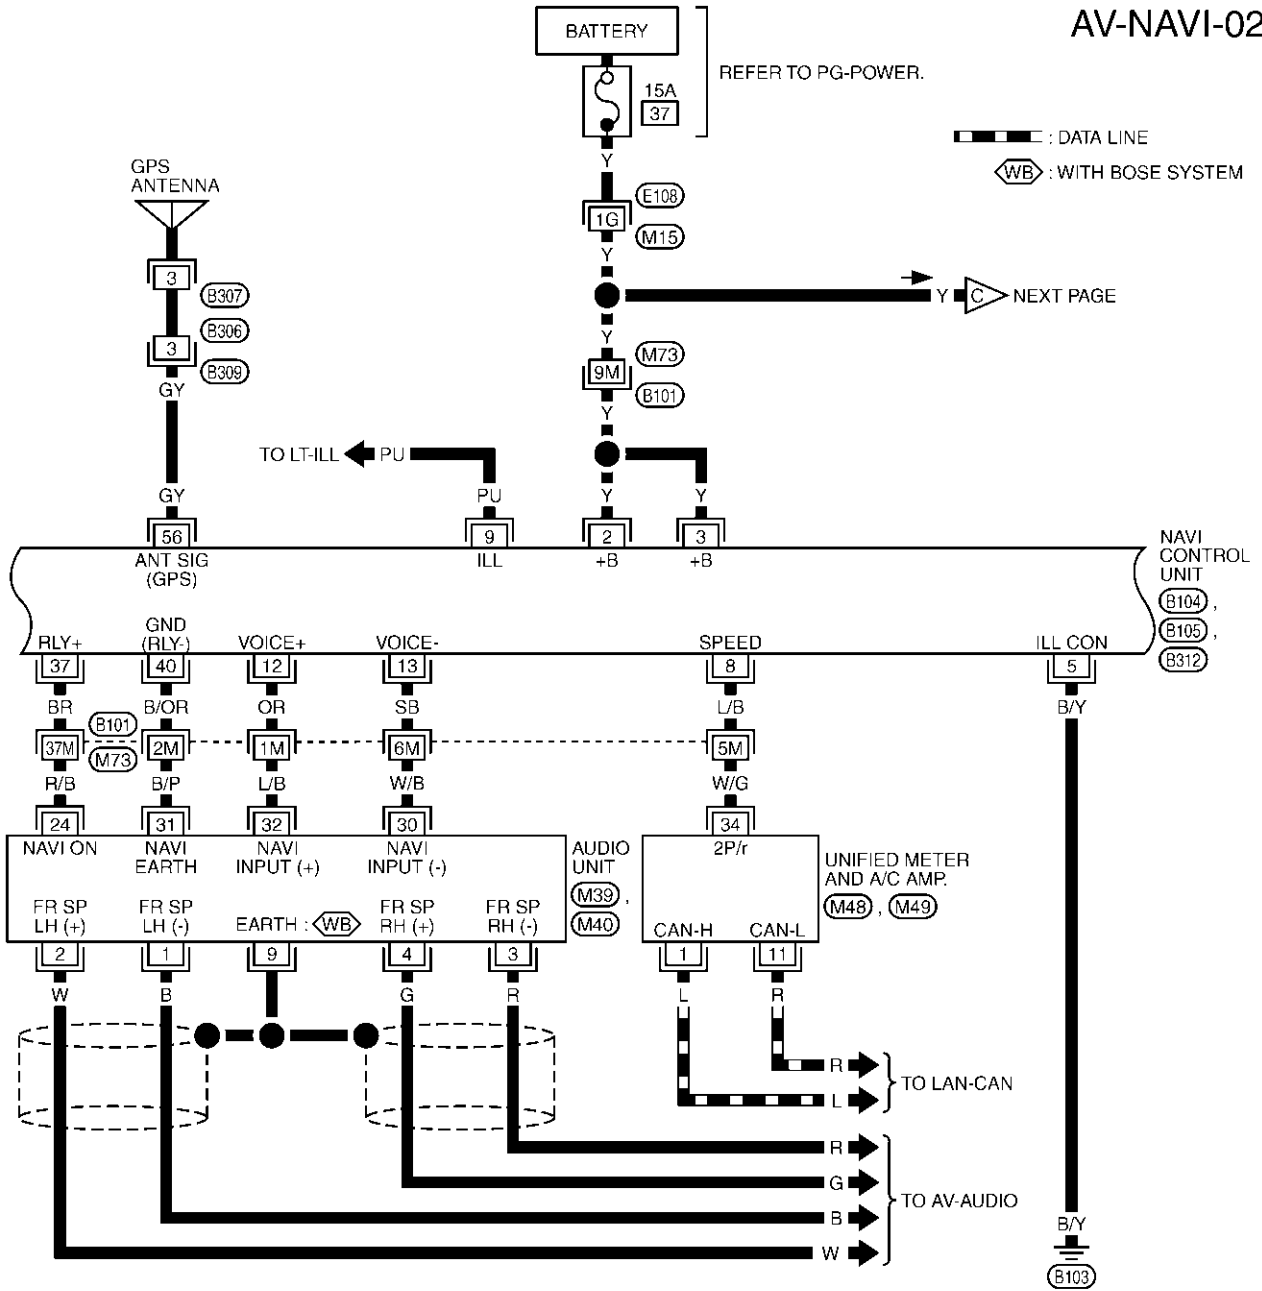 AV-NAVI-02
BATTERY
REFER TO PG-POWER.
15A
37
: DATA LINE
WB : WITH BOSE SYSTEM
GPS
ANTENNA
Y
E108
1G
M15
Y
3
B307
Y C NEXT PAGE
B306
3
B309
Y
M73
9M
B101
GY
Y
TO LT-ILL PU
GY PU Y Y
56 9 2 3
ANT SIG
(GPS)
ILL +B +B
NAVI
CONTROL
UNIT
B104 ,
B105 ,
B312
RLY+ GND
(RLY-) VOICE+ VOICE- SPEED ILL CON
37 40 12 13 8 5
BR B/OR OR SB L/B B/Y
B101
37M 2M 1M 6M 5M
M73
R/B B/P L/B W/B W/G
24 31 32 30 34
NAVI ON NAVI
EARTH NAVI
INPUT (+) NAVI
INPUT (-) 2P/r
AUDIO
UNIT
M39 ,
M40
UNIFIED METER
AND A/C AMP.
M48 , M49
FR SP
LH (+) FR SP
LH (-) EARTH : WB FR SP
RH (+) FR SP
RH (-) CAN-H CAN-L
2 1 9 4 3 1 11
W B G R L R
R
L
TO LAN-CAN
R
G
B
W
TO AV-AUDIO
B/Y
B103